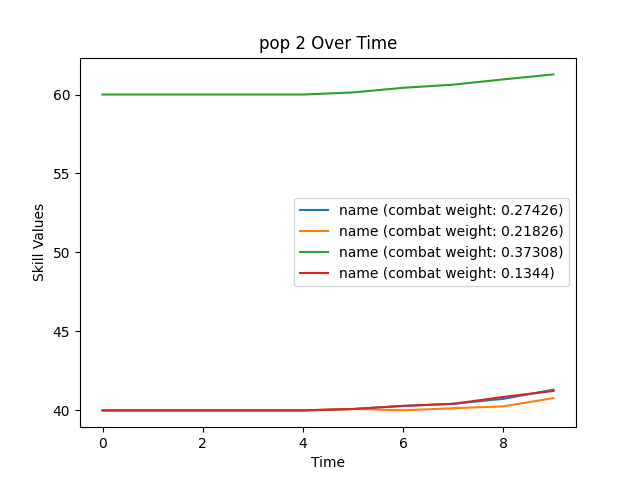 pop 2 Over Time
60
55
50
45
40
Skill Values
name (combat weight: 0.27426)
name (combat weight: 0.21826)
name (combat weight: 0.37308)
name (combat weight: 0.1344)
0 2 4 6 8
Time